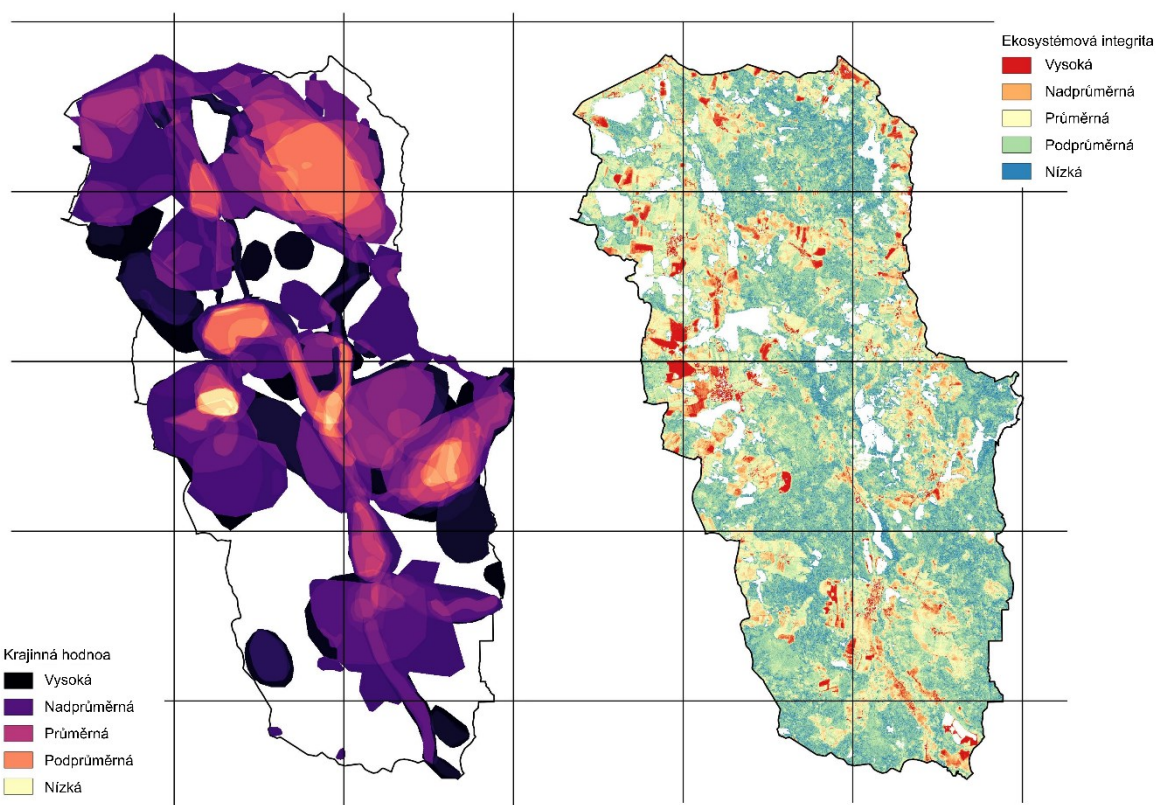 Ekosystémová integrita
Vysoká
Nadprůměrná
Průměrná
Podprůměrná
Nízká
Krajinná hodnoa
Vysoká
Nadprůměrná
Průměrná
Podprůměrná
Nízká